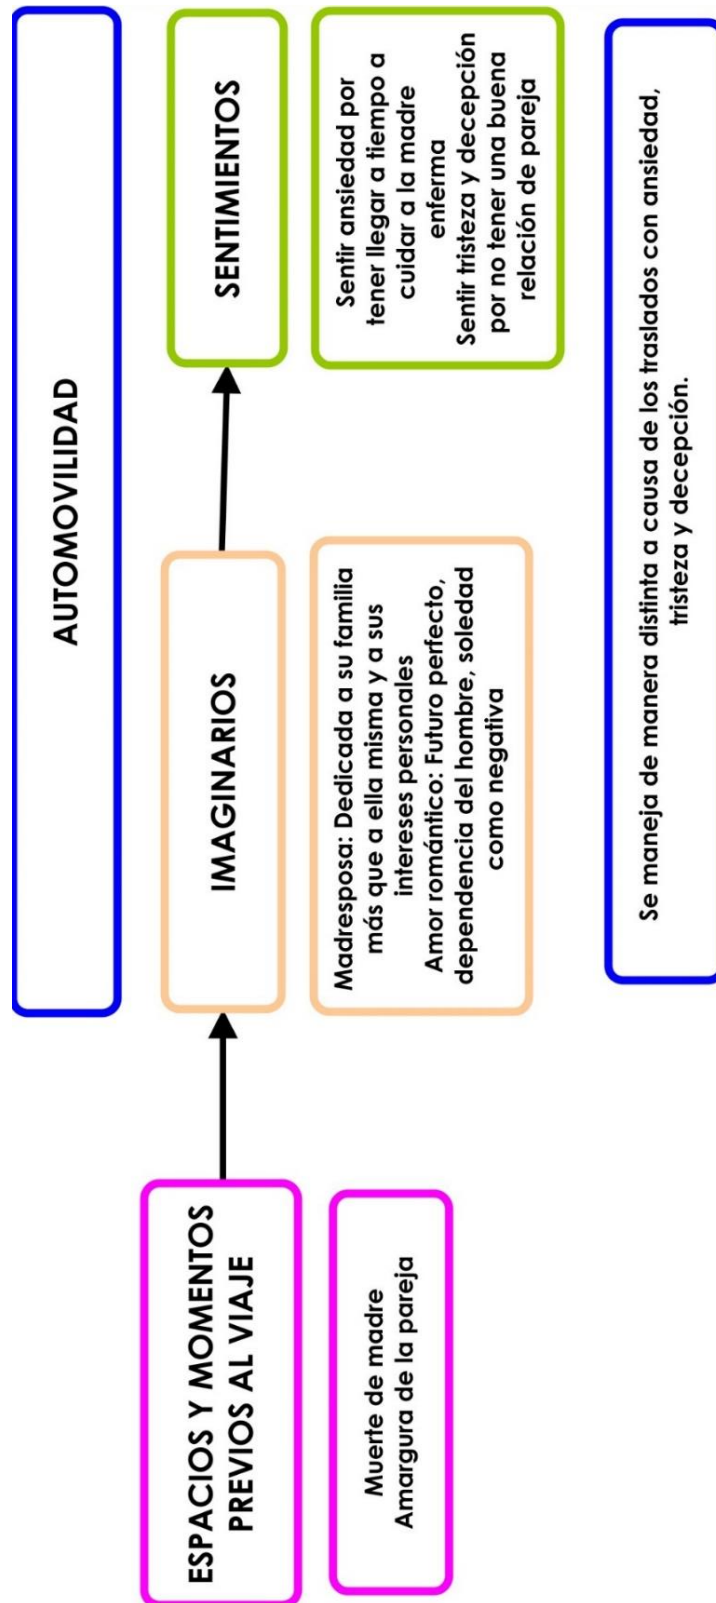 AUTOMOVILIDAD
ESPACIOS Y MOMENTOS
PREVIOS AL VIAJE
IMAGINARIOS
SENTIMIENTOS
Muerte de madre
Amargura de la pareja
Madresposa: Dedicada a su familia
más que a ella misma y a sus
intereses personales
Amor romántico: Futuro perfecto,
dependencia del hombre, soledad
como negativa
Sentir ansiedad por
tener llegar a tiempo a
cuidar a la madre
enferma
Sentir tristeza y decepción
por no tener una buena
relación de pareja
Se maneja de manera distinta a causa de los traslados con ansiedad,
tristeza y decepción.